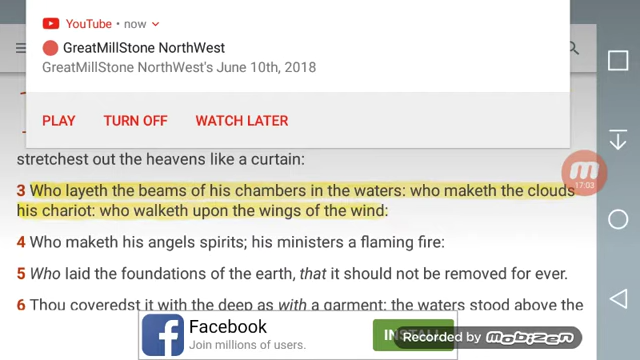 YouTube • now
GreatMillStone NorthWest
GreatMillStone NorthWest's June 10th, 2018
PLAY TURN OFF WATCH LATER
stretchest out the heavens like a curtain:
3 Who layeth the beams of his chambers in the waters: who maketh the clouds
his chariot: who walketh upon the wings of the wind:
17:03
4 Who maketh his angels spirits; his ministers a flaming fire:
5 Who laid the foundations of the earth, that it should not be removed for ever.
6 Thou coveredst it with the deep as with a garment: the waters stood above the
Facebook
Join millions of users.
Recorded by mobizen